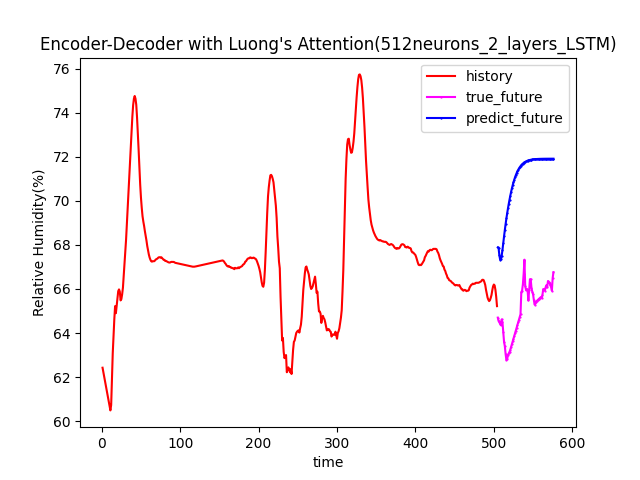 Encoder-Decoder with Luong's Attention(512neurons_2_layers_LSTM)
history
true_future
predict_future
76
74
72
70
68
66
64
62
60
Relative Humidity(%)
0
100
200
300
400
500
600
time